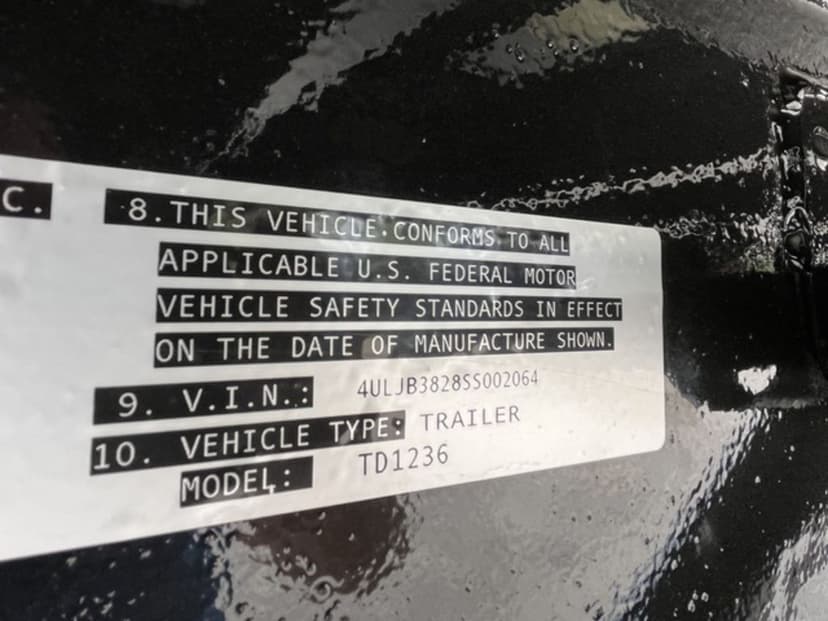 C.
8. THIS VEHICLE CONFORMS TO ALL
APPLICABLE U.S. FEDERAL MOTOR
VEHICLE SAFETY STANDARDS IN EFFECT
ON THE DATE OF MANUFACTURE SHOWN.
9. V.I.N.: 4ULJB3828SS002064
10. VEHICLE TYPE: TRAILER
MODEL: TD1236